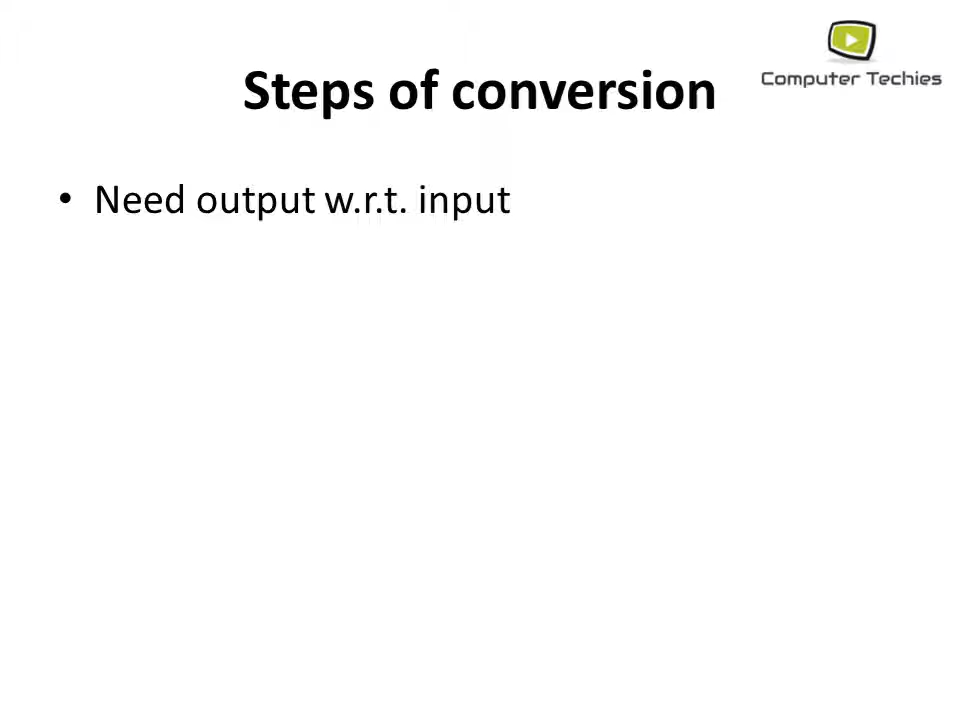 Computer Techies
Steps of conversion
• Need output w.r.t. input